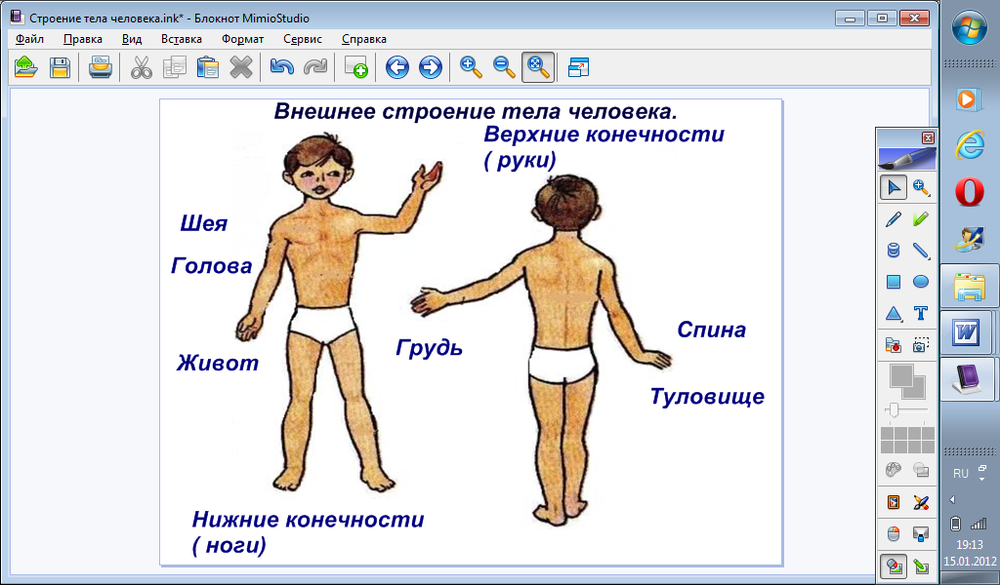 Строение тела человека.ink* - Блокнот MimioStudio
Файл Правка Вид Вставка Формат Сервис Справка
Внешнее строение тела человека.
Верхние конечности
( руки)
Шея
Голова
Живот
Грудь
Спина
Туловище
Нижние конечности
( ноги)
T
W
RU
19:13
15.01.2012